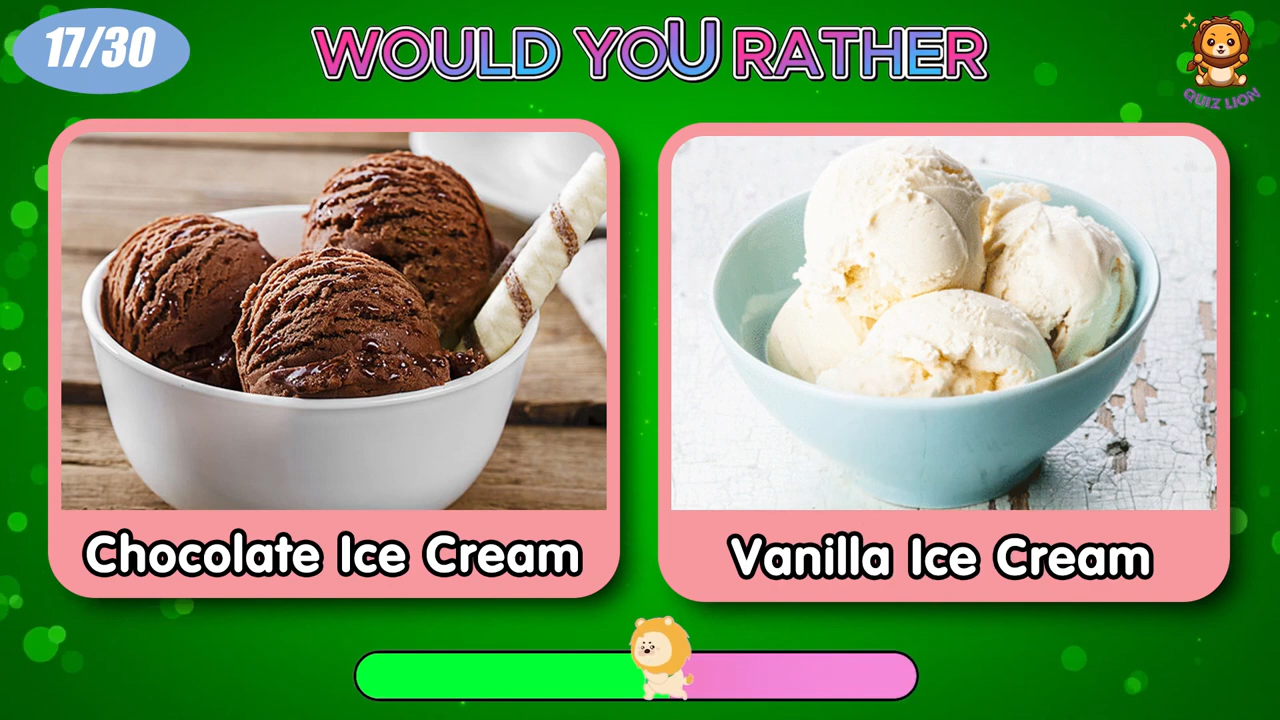 17/30
WOULD YOU RATHER
QUIZ LION
Chocolate Ice Cream
Vanilla Ice Cream